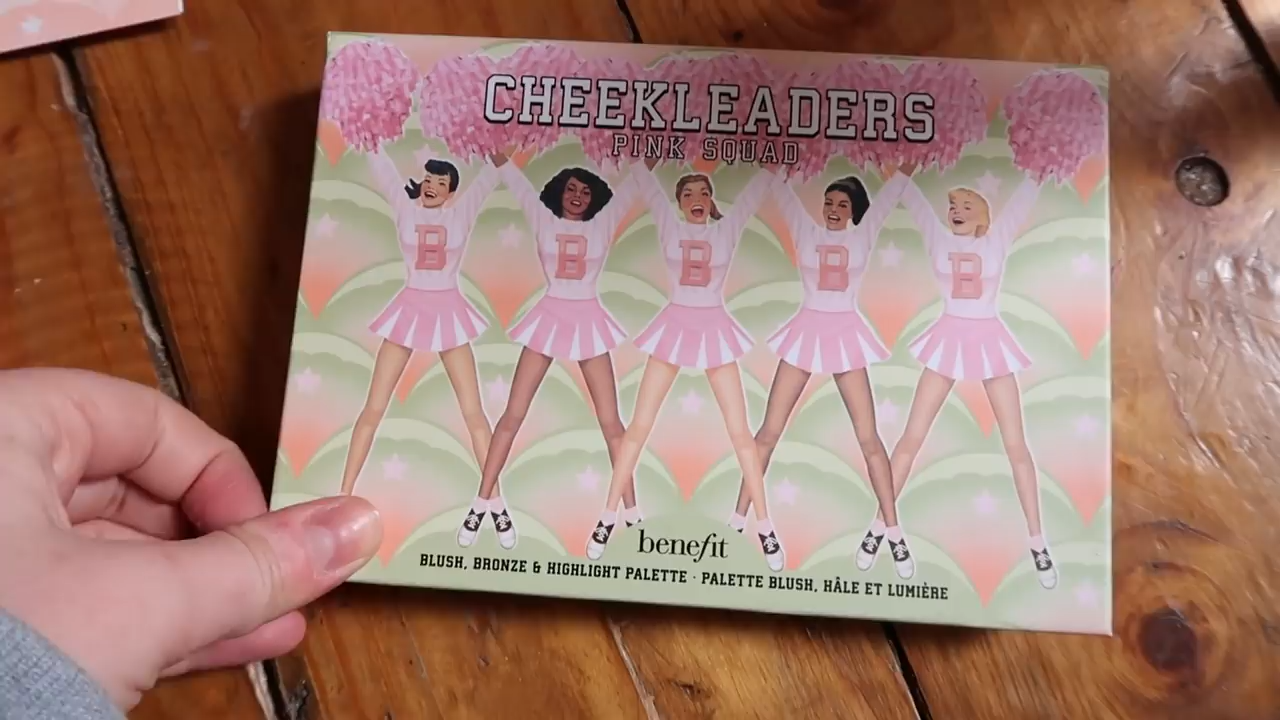 CHEEKLEADERS
PINK SQUAD
B B B B B
benefit
BLUSH, BRONZE & HIGHLIGHT PALETTE · PALETTE BLUSH, HÂLE ET LUMIÈRE